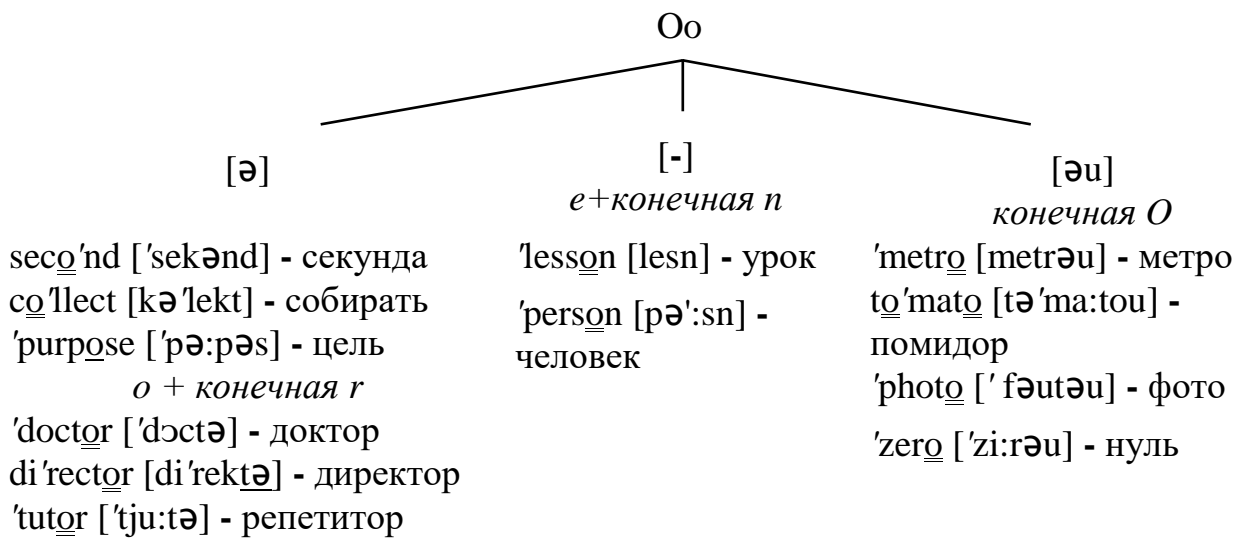 Oo
[ə]
seco'nd ['sekənd] - секунда
co'llect [kə'lekt] - собирать
'purpose ['pə:pəs] - цель
o + конечная r
'doctor ['dɔctə] - доктор
di'rector [di'rektə] - директор
'tutor ['tju:tə] - репетитор
[-]
е+конечная n
'lesson [lesn] - урок
'person [pə':sn] -
человек
[əu]
конечная О
'metro [metrəu] - метро
to'mato [tə'ma:tou] -
помидор
'photo [' fəutəu] - фото
'zero ['zi:rəu] - нуль